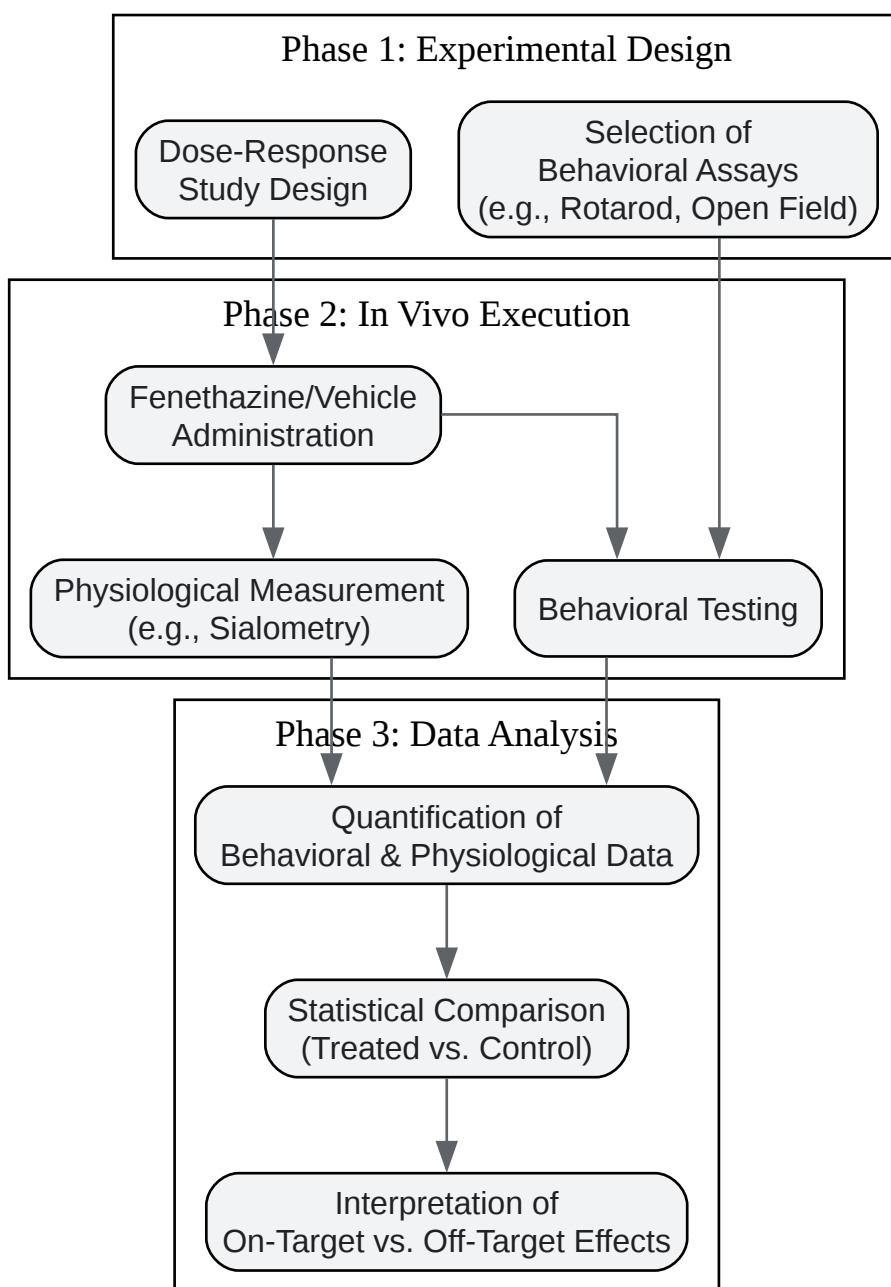 Phase 1: Experimental Design
Dose-Response
Study Design
Selection of
Behavioral Assays
(e.g., Rotarod, Open Field)
Phase 2: In Vivo Execution
Fenethazine/Vehicle
Administration
Physiological Measurement
(e.g., Sialometry)
Behavioral Testing
Phase 3: Data Analysis
Quantification of
Behavioral & Physiological Data
Statistical Comparison
(Treated vs. Control)
Interpretation of
On-Target vs. Off-Target Effects